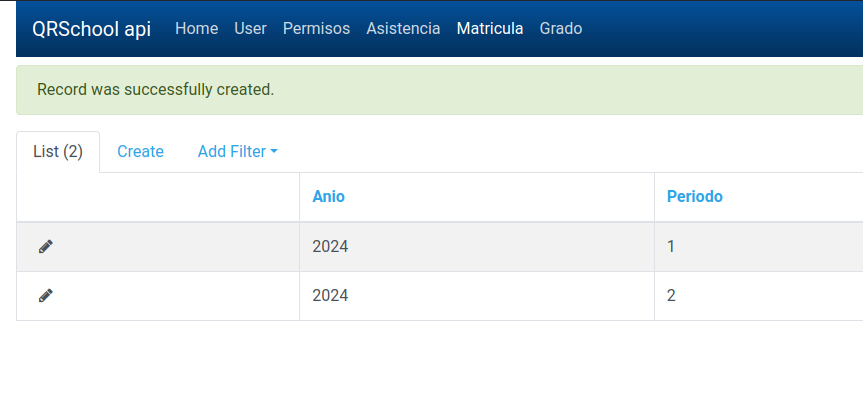 QRSchool api Home User Permisos Asistencia Matricula Grado
Record was successfully created.
List (2) Create Add Filter
Anio Periodo
2024 1
2024 2